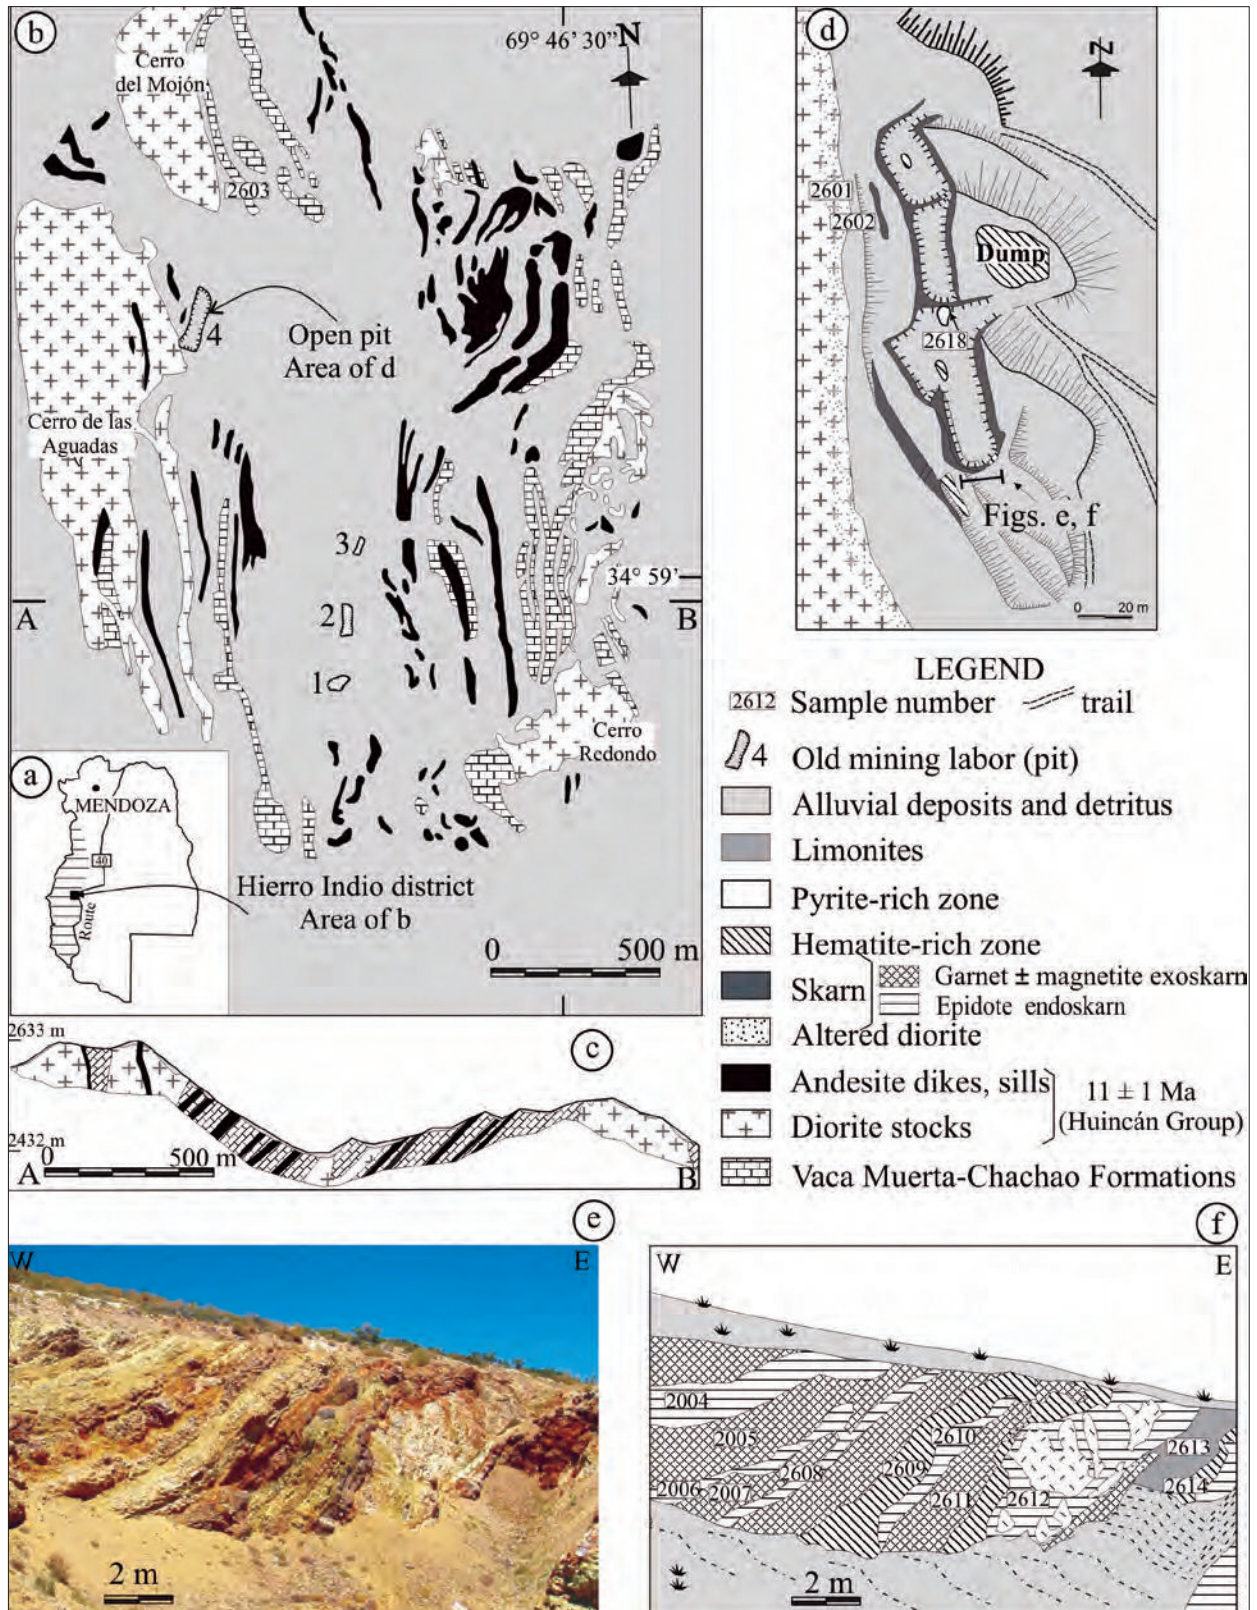 b
69° 46’ 30”
N
Cerro
del Mojón
2603
4
Open pit
Area of d
Cerro de las
Aguadas
3
34° 59’
A
2
B
1
Cerro
Redondo
a
MENDOZA
40
Route
Hierro Indio district
Area of b
0 500 m
d
N
2601
2602
Dump
2618
Figs. e, f
0 20 m
LEGEND
2612 Sample number trail
4 Old mining labor (pit)
Alluvial deposits and detritus
Limonites
Pyrite-rich zone
Hematite-rich zone
Skarn
Garnet ± magnetite exoskarn
Epidote endoskarn
Altered diorite
Andesite dikes, sills
Diorite stocks
11 ± 1 Ma
(Huincán Group)
Vaca Muerta-Chachao Formations
2633 m
c
2432 m
0 500 m
A
B
e
W E
2 m
f
W E
2004
2005
2006
2007
2608
2609
2610
2611
2612
2613
2614
2 m